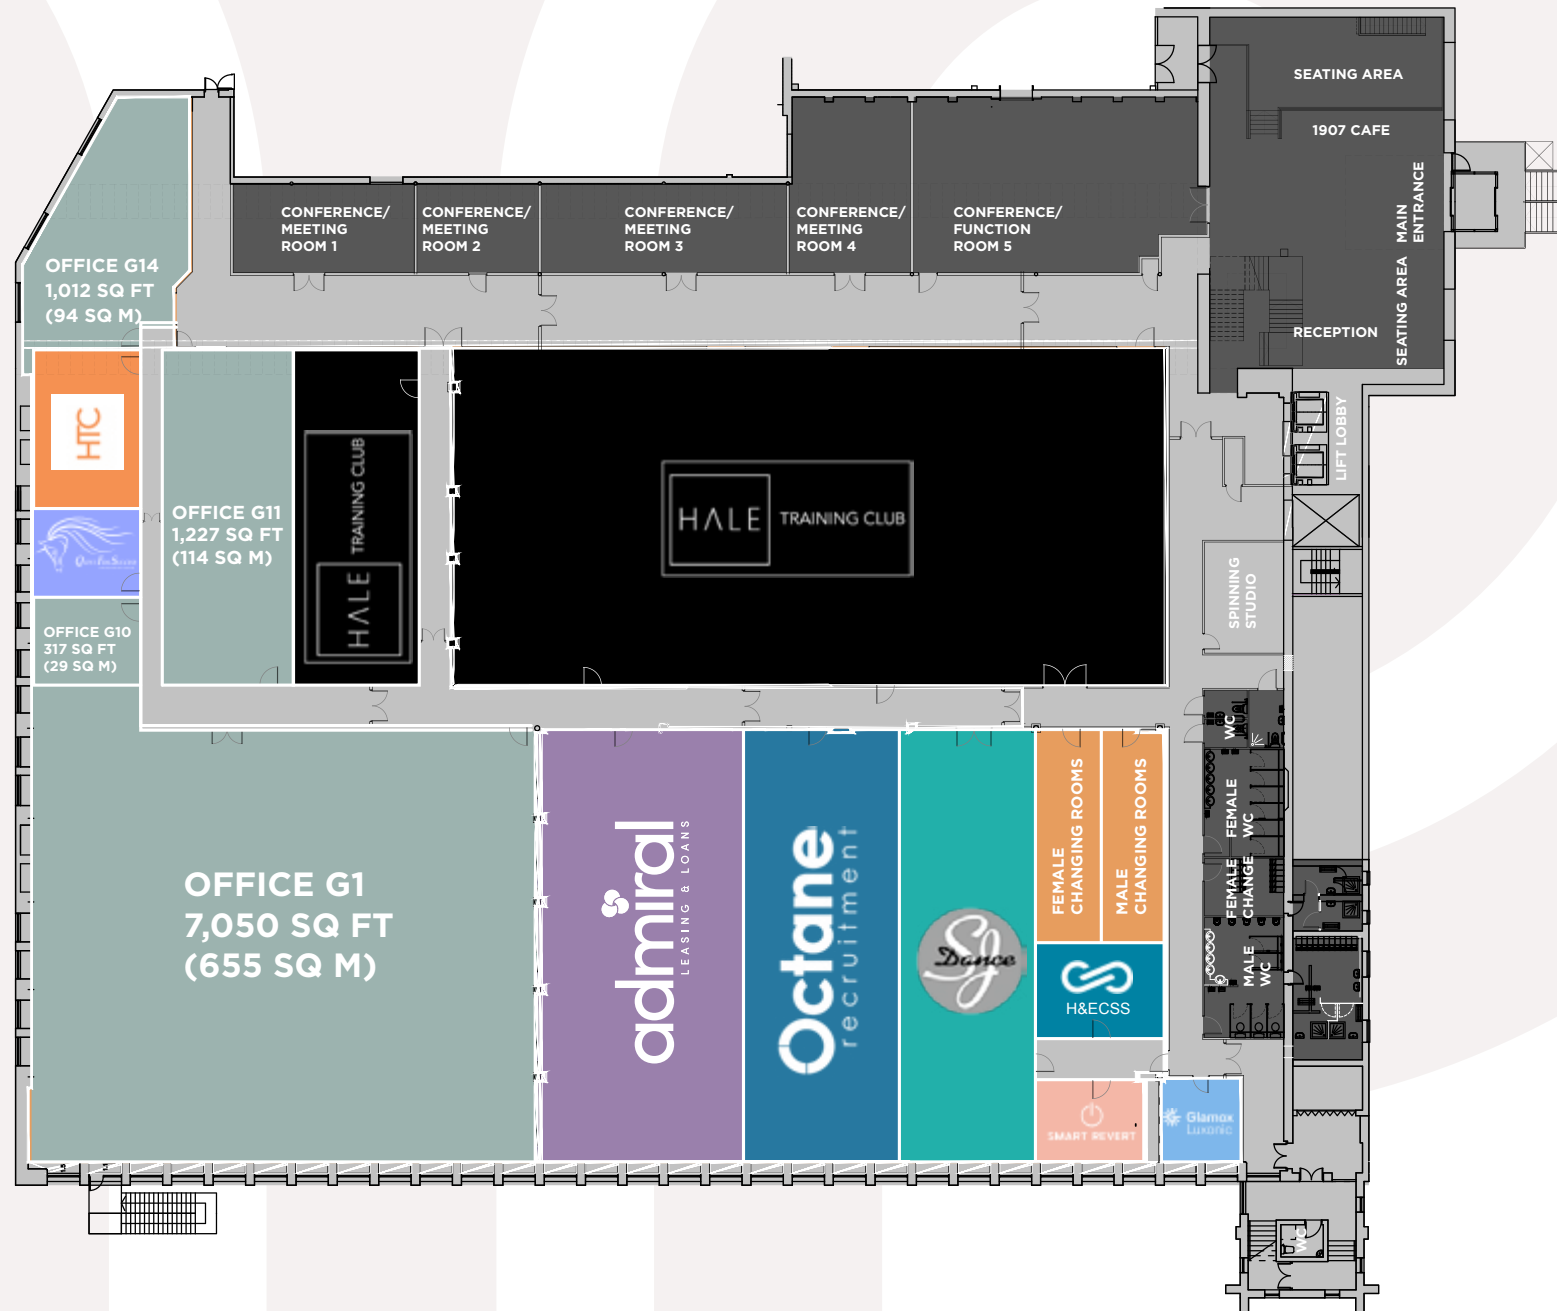 SEATING AREA
1907 CAFE
MAIN
ENTRANCE
SEATING AREA
RECEPTION
LIFT LOBBY
CONFERENCE/
MEETING
ROOM 1
CONFERENCE/
MEETING
ROOM 2
CONFERENCE/
MEETING
ROOM 3
CONFERENCE/
MEETING
ROOM 4
CONFERENCE/
FUNCTION
ROOM 5
OFFICE G14
1,012 SQ FT
(94 SQ M)
HTC
OFFICE G11
1,227 SQ FT
(114 SQ M)
HALE
TRAINING CLUB
HALE TRAINING CLUB
OFFICE G10
317 SQ FT
(29 SQ M)
SPINNING
STUDIO
WC
FEMALE
WC
FEMALE
CHANGE
MALE
WC
OFFICE G1
7,050 SQ FT
(655 SQ M)
admiral
LEASING & LOANS
Octane
recruitment
SJ
Dance
FEMALE
CHANGING ROOMS
MALE
CHANGING ROOMS
H&ECSS
SMART REVERT
Glamox
Luxonic
WC